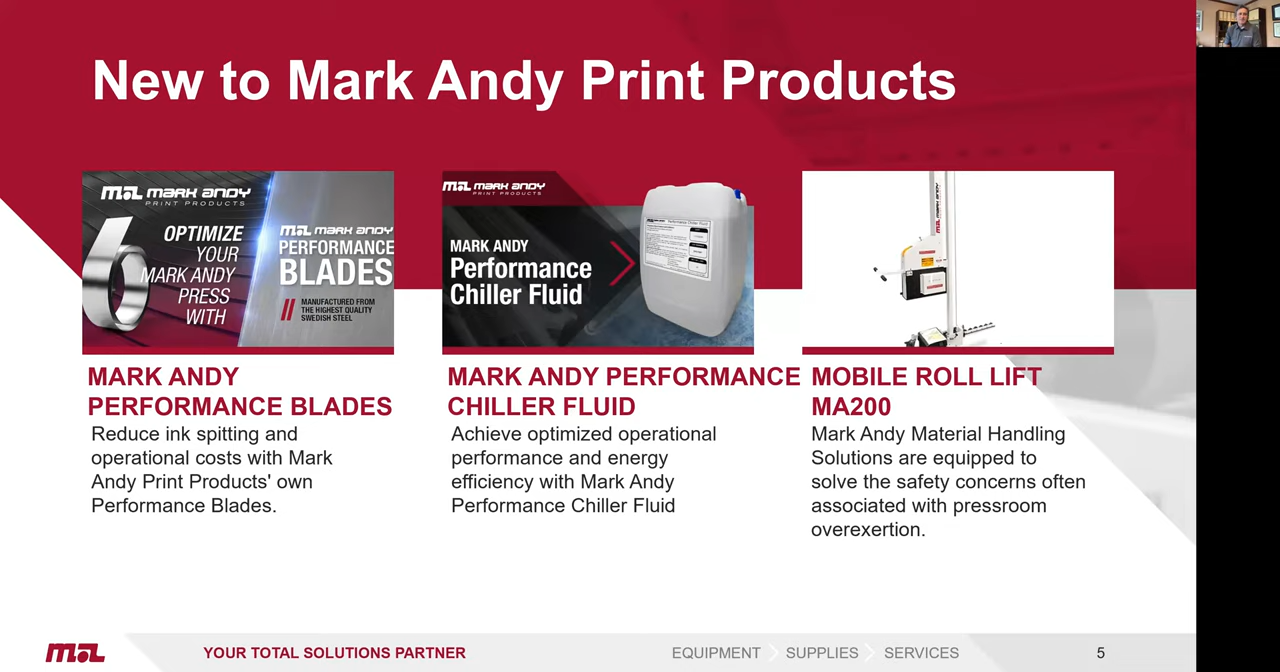 New to Mark Andy Print Products
MARK ANDY
PRINT PRODUCTS
OPTIMIZE
YOUR
MARK ANDY
PRESS
WITH
MARK ANDY
PERFORMANCE
BLADES
MANUFACTURED FROM
THE HIGHEST QUALITY
SWEDISH STEEL
MARK ANDY
PRINT PRODUCTS
MARK ANDY
Performance
Chiller Fluid
Performance Chiller Fluid
MARK ANDY
MARK ANDY
PERFORMANCE BLADES
Reduce ink spitting and
operational costs with Mark
Andy Print Products' own
Performance Blades.
MARK ANDY PERFORMANCE
CHILLER FLUID
Achieve optimized operational
performance and energy
efficiency with Mark Andy
Performance Chiller Fluid
MOBILE ROLL LIFT
MA200
Mark Andy Material Handling
Solutions are equipped to
solve the safety concerns often
associated with pressroom
overexertion.
YOUR TOTAL SOLUTIONS PARTNER
EQUIPMENT SUPPLIES SERVICES
5